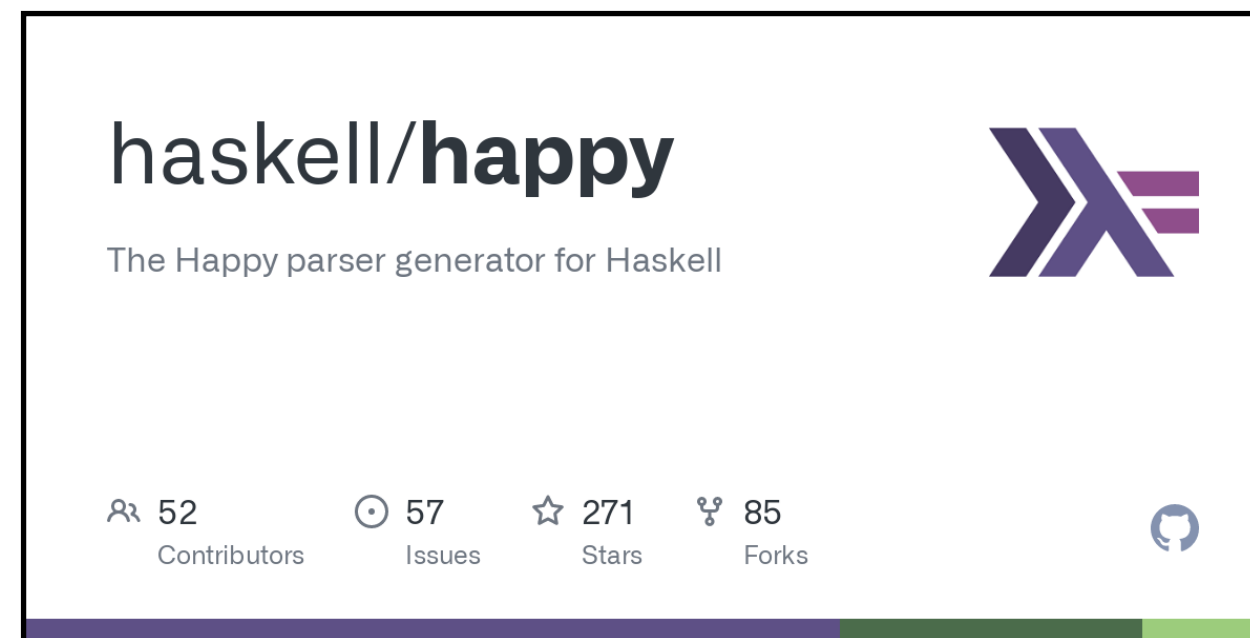 haskell/happy
The Happy parser generator for Haskell
52 57 271 85
Contributors Issues Stars Forks